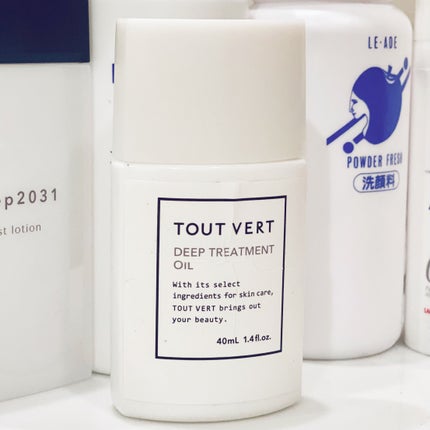 TOUT VERT
DEEP TREATMENT
OIL
With its select
ingredients for skin care,
TOUT VERT brings out
your beauty.
40mL 1.4fl.oz.
p2031
st lotion
LE·ADE
POWDER FRESH
洗顔料